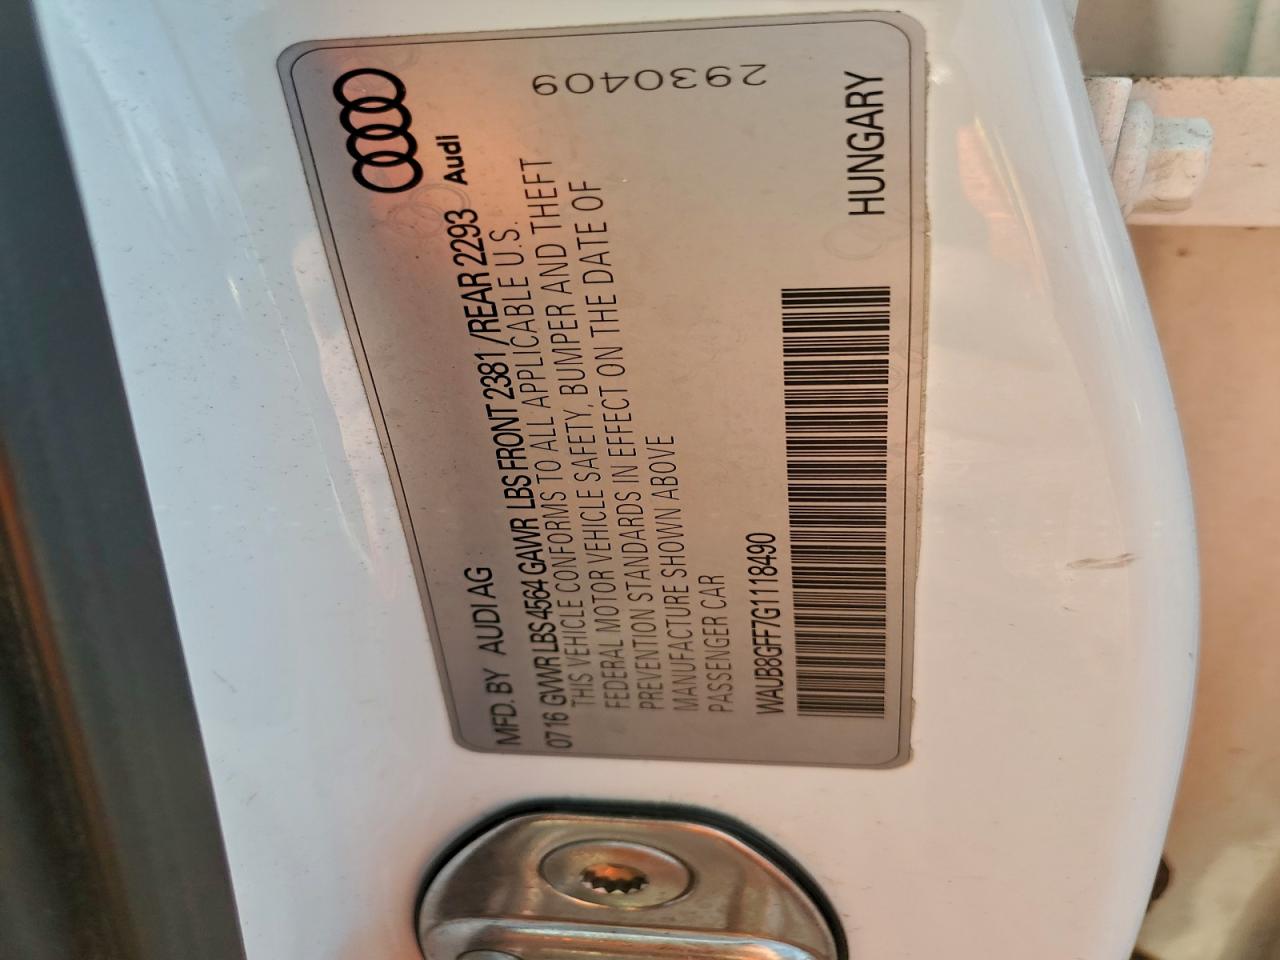 Audi
2930409
MFD. BY AUDI AG
07 16 GVWR LBS 4564 GAWR LBS FRONT 2381 /REAR 2293
THIS VEHICLE CONFORMS TO ALL APPLICABLE U.S.
FEDERAL MOTOR VEHICLE SAFETY, BUMPER AND THEFT
PREVENTION STANDARDS IN EFFECT ON THE DATE OF
MANUFACTURE SHOWN ABOVE
PASSENGER CAR
WAUB8GFF7G1118490
HUNGARY